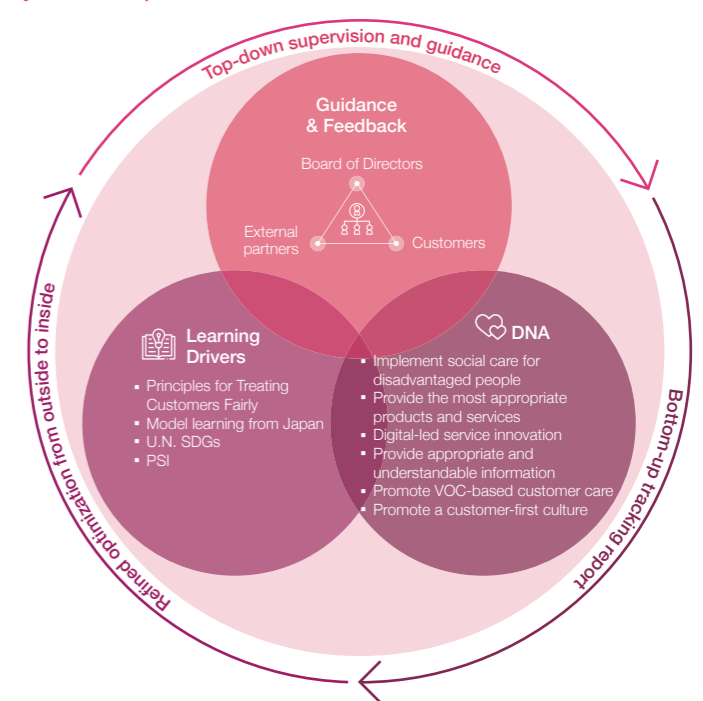 Top-down supervision and guidance
Guidance
& Feedback
Board of Directors
External
partners
Customers
Learning
Drivers
▪ Principles for Treating
Customers Fairly
▪ Model learning from Japan
▪ U.N. SDGs
▪ PSI
DNA
▪ Implement social care for
disadvantaged people
▪ Provide the most appropriate
products and services
▪ Digital-led service innovation
▪ Provide appropriate and
understandable information
▪ Promote VOC-based customer care
▪ Promote a customer-first culture
Bottom-up tracking report
Refined optimization from outside to inside